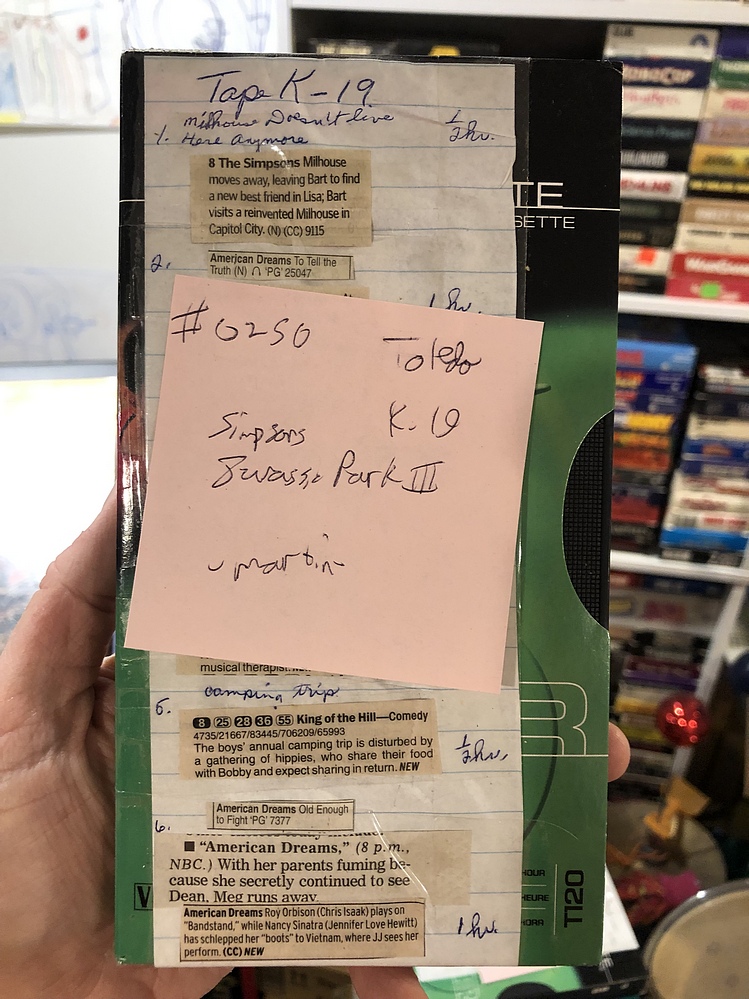 Tape K-19
1. Milhouse Doesn't live
Here Anymore
1/2 hr.
8 The Simpsons Milhouse
moves away, leaving Bart to find
a new best friend in Lisa; Bart
visits a reinvented Milhouse in
Capitol City. (N) (CC) 9115
2.
American Dreams To Tell the
Truth (N) 'PG' 25047
1 hr.
#0250
Toledo
K-19
Simpsons
Jurassic Park III
- martin -
musical therapist.
camping trip
5.
8 25 28 36 55 King of the Hill—Comedy
4735/21667/83445/706209/65993
The boys' annual camping trip is disturbed by
a gathering of hippies, who share their food
with Bobby and expect sharing in return. NEW
1/2 hr.
American Dreams Old Enough
to Fight 'PG' 7377
6.
■ "American Dreams," (8 p.m.,
NBC.) With her parents fuming be-
cause she secretly continued to see
Dean, Meg runs away.
American Dreams Roy Orbison (Chris Isaak) plays on
"Bandstand," while Nancy Sinatra (Jennifer Love Hewitt)
has schlepped her "boots" to Vietnam, where JJ sees her
perform. (CC) NEW
1 hr.
TE
SETTE
R
V
HOUR
HEURE
HORA
T120